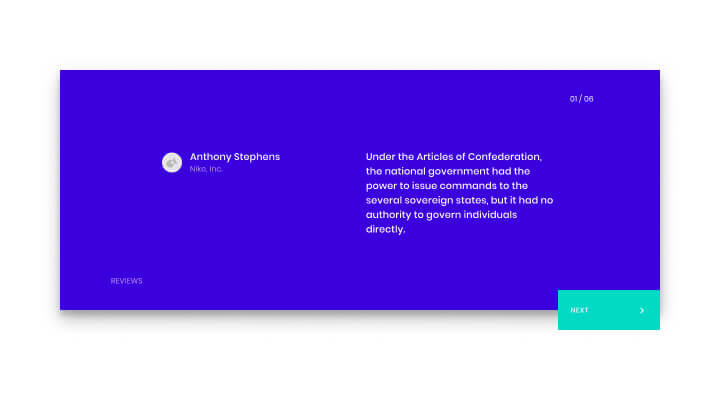 01 / 06
Anthony Stephens
Nike, Inc.
Under the Articles of Confederation,
the national government had the
power to issue commands to the
several sovereign states, but it had no
authority to govern individuals
directly.
REVIEWS
NEXT